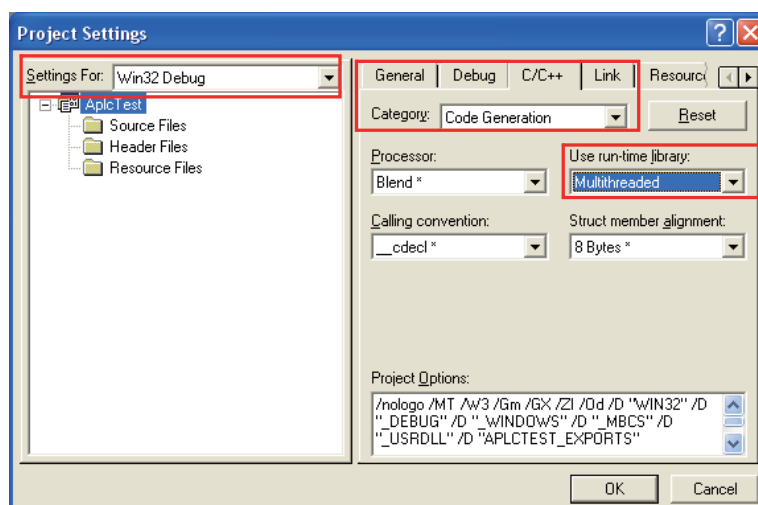 Project Settings
Settings For: Win32 Debug
AplcTest
Source Files
Header Files
Resource Files
General Debug C/C++ Link Resourc
Category: Code Generation Reset
Processor: Use run-time library:
Blend * Multithreaded
Calling convention: Struct member alignment:
__cdecl * 8 Bytes *
Project Options:
/nologo /MT /W3 /Gm /GX /ZI /Od /D "WIN32" /D
"_DEBUG" /D "_WINDOWS" /D "_MBCS" /D
"_USRDLL" /D "APLCTEST_EXPORTS"
OK Cancel